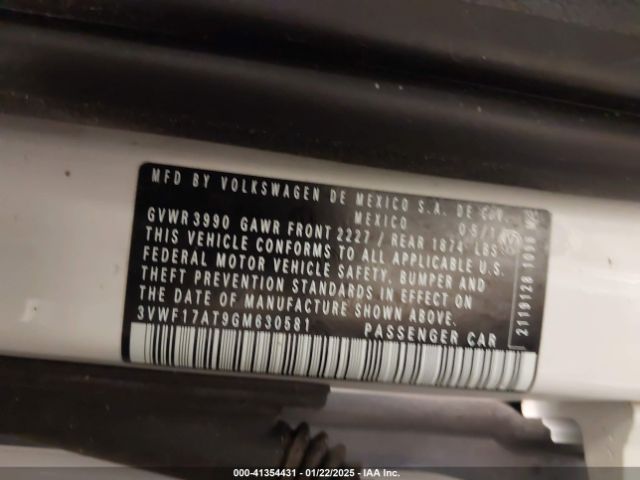 MFD BY VOLKSWAGEN DE MEXICO S.A. DE C.V.
MEXICO
GVWR 3990 GAWR FRONT 2227 / REAR 1874 LBS
THIS VEHICLE CONFORMS TO ALL APPLICABLE U.S.
FEDERAL MOTOR VEHICLE SAFETY, BUMPER AND
THEFT PREVENTION STANDARDS IN EFFECT ON
THE DATE OF MANUFACTURE SHOWN ABOVE.
3VWF17AT9GM630581 PASSENGER CAR
2119128
000-41354431 - 01/22/2025 - IAA Inc.